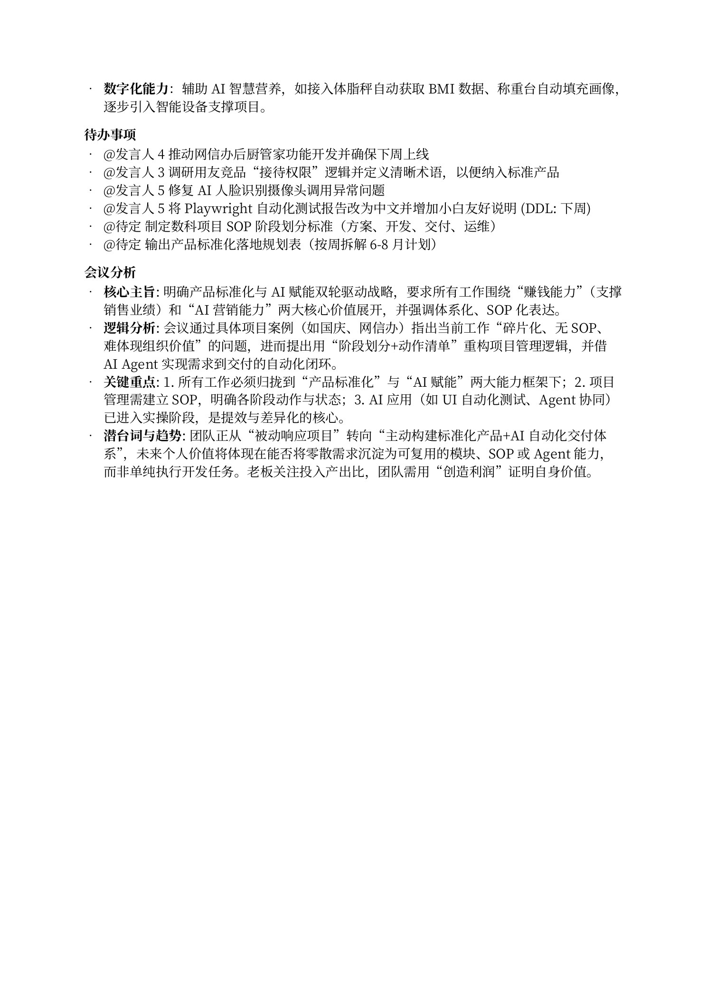 · 数字化能力：辅助 AI 智慧营养，如接入体脂秤自动获取 BMI 数据、称重台自动填充画像，
逐步引入智能设备支撑项目。
待办事项
· @发言人 4 推动网信办后厨管家功能开发并确保下周上线
· @发言人 3 调研用友竞品“接待权限”逻辑并定义清晰术语，以便纳入标准产品
· @发言人 5 修复 AI 人脸识别摄像头调用异常问题
· @发言人 5 将 Playwright 自动化测试报告改为中文并增加小白友好说明 (DDL: 下周)
· @待定 制定数科项目 SOP 阶段划分标准（方案、开发、交付、运维）
· @待定 输出产品标准化落地规划表（按周拆解 6-8 月计划）
会议分析
· 核心主旨: 明确产品标准化与 AI 赋能双轮驱动战略，要求所有工作围绕“赚钱能力”（支撑
销售业绩）和“AI 营销能力”两大核心价值展开，并强调体系化、SOP 化表达。
· 逻辑分析: 会议通过具体项目案例（如国庆、网信办）指出当前工作“碎片化、无 SOP、
难体现组织价值”的问题，进而提出用“阶段划分+动作清单”重构项目管理逻辑，并借
AI Agent 实现需求到交付的自动化闭环。
· 关键重点: 1. 所有工作必须归拢到“产品标准化”与“AI 赋能”两大能力框架下；2. 项目
管理需建立 SOP，明确各阶段动作与状态；3. AI 应用（如 UI 自动化测试、Agent 协同）
已进入实操阶段，是提效与差异化的核心。
· 潜台词与趋势: 团队正从“被动响应项目”转向“主动构建标准化产品+AI 自动化交付体
系”，未来个人价值将体现在能否将零散需求沉淀为可复用的模块、SOP 或 Agent 能力，
而非单纯执行开发任务。老板关注投入产出比，团队需用“创造利润”证明自身价值。